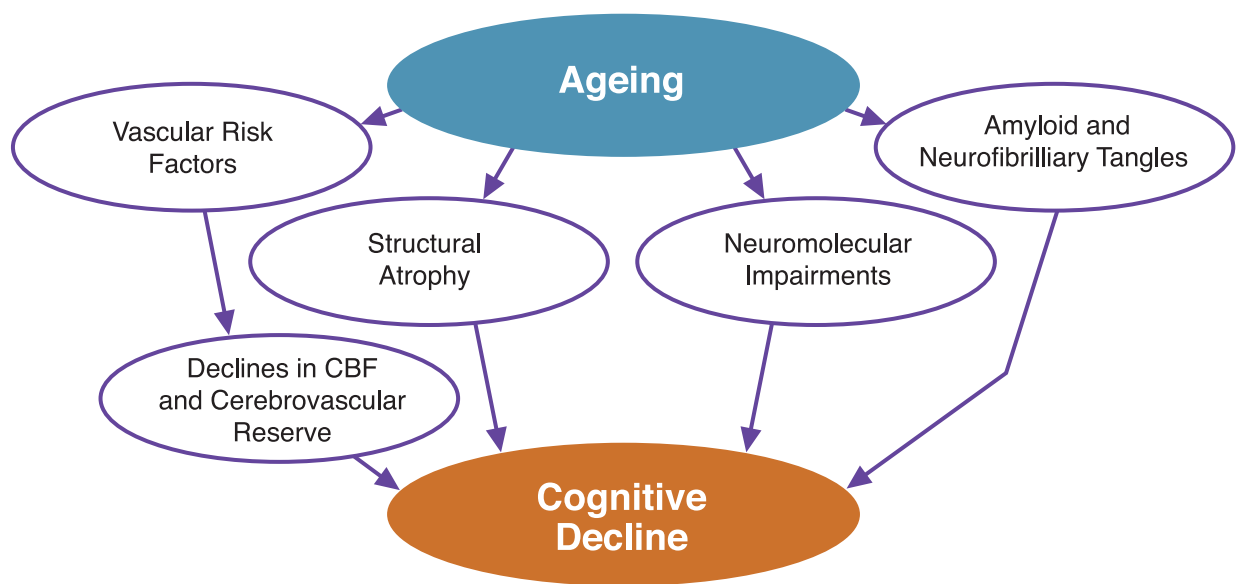 Ageing
Vascular Risk
Factors
Amyloid and
Neurofibrilliary Tangles
Structural
Atrophy
Neuromolecular
Impairments
Declines in CBF
and Cerebrovascular
Reserve
Cognitive
Decline